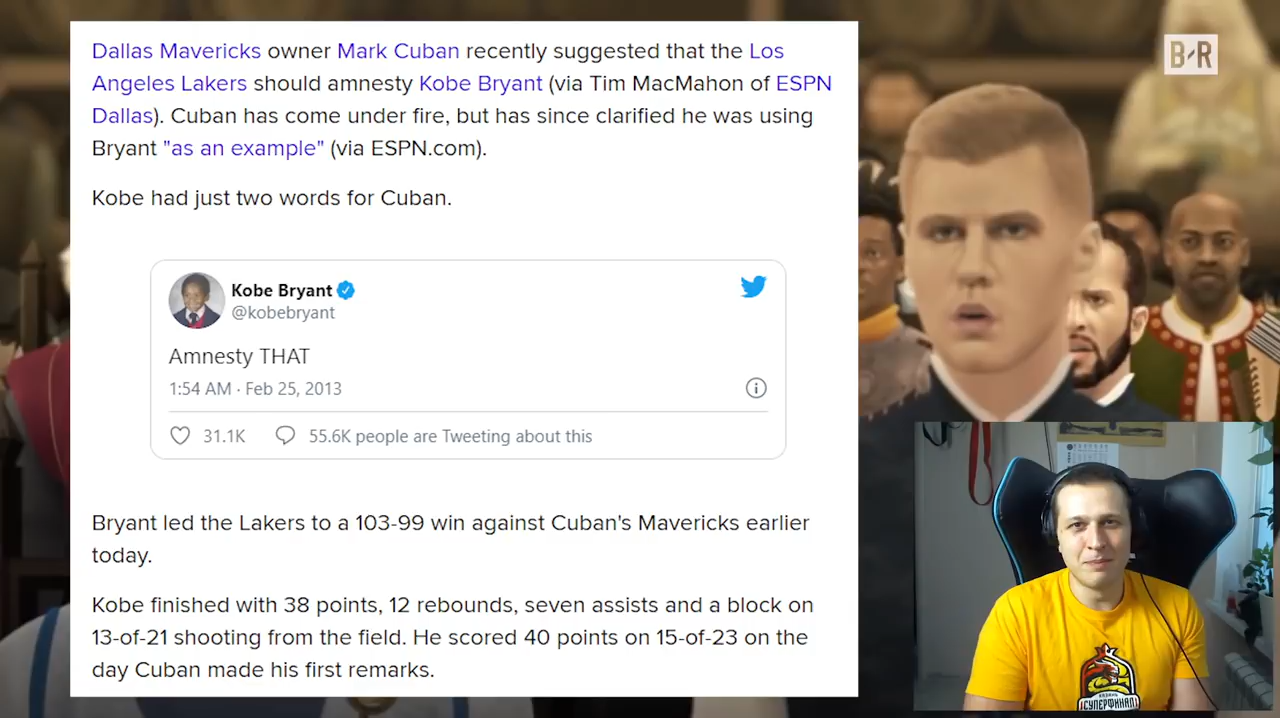 B/R
Dallas Mavericks owner Mark Cuban recently suggested that the Los
Angeles Lakers should amnesty Kobe Bryant (via Tim MacMahon of ESPN
Dallas). Cuban has come under fire, but has since clarified he was using
Bryant "as an example" (via ESPN.com).
Kobe had just two words for Cuban.
Kobe Bryant
@kobebryant
Amnesty THAT
1:54 AM · Feb 25, 2013
31.1K 55.6K people are Tweeting about this
Bryant led the Lakers to a 103-99 win against Cuban's Mavericks earlier
today.
Kobe finished with 38 points, 12 rebounds, seven assists and a block on
13-of-21 shooting from the field. He scored 40 points on 15-of-23 on the
day Cuban made his first remarks.
СУПЕРФИНАЛ